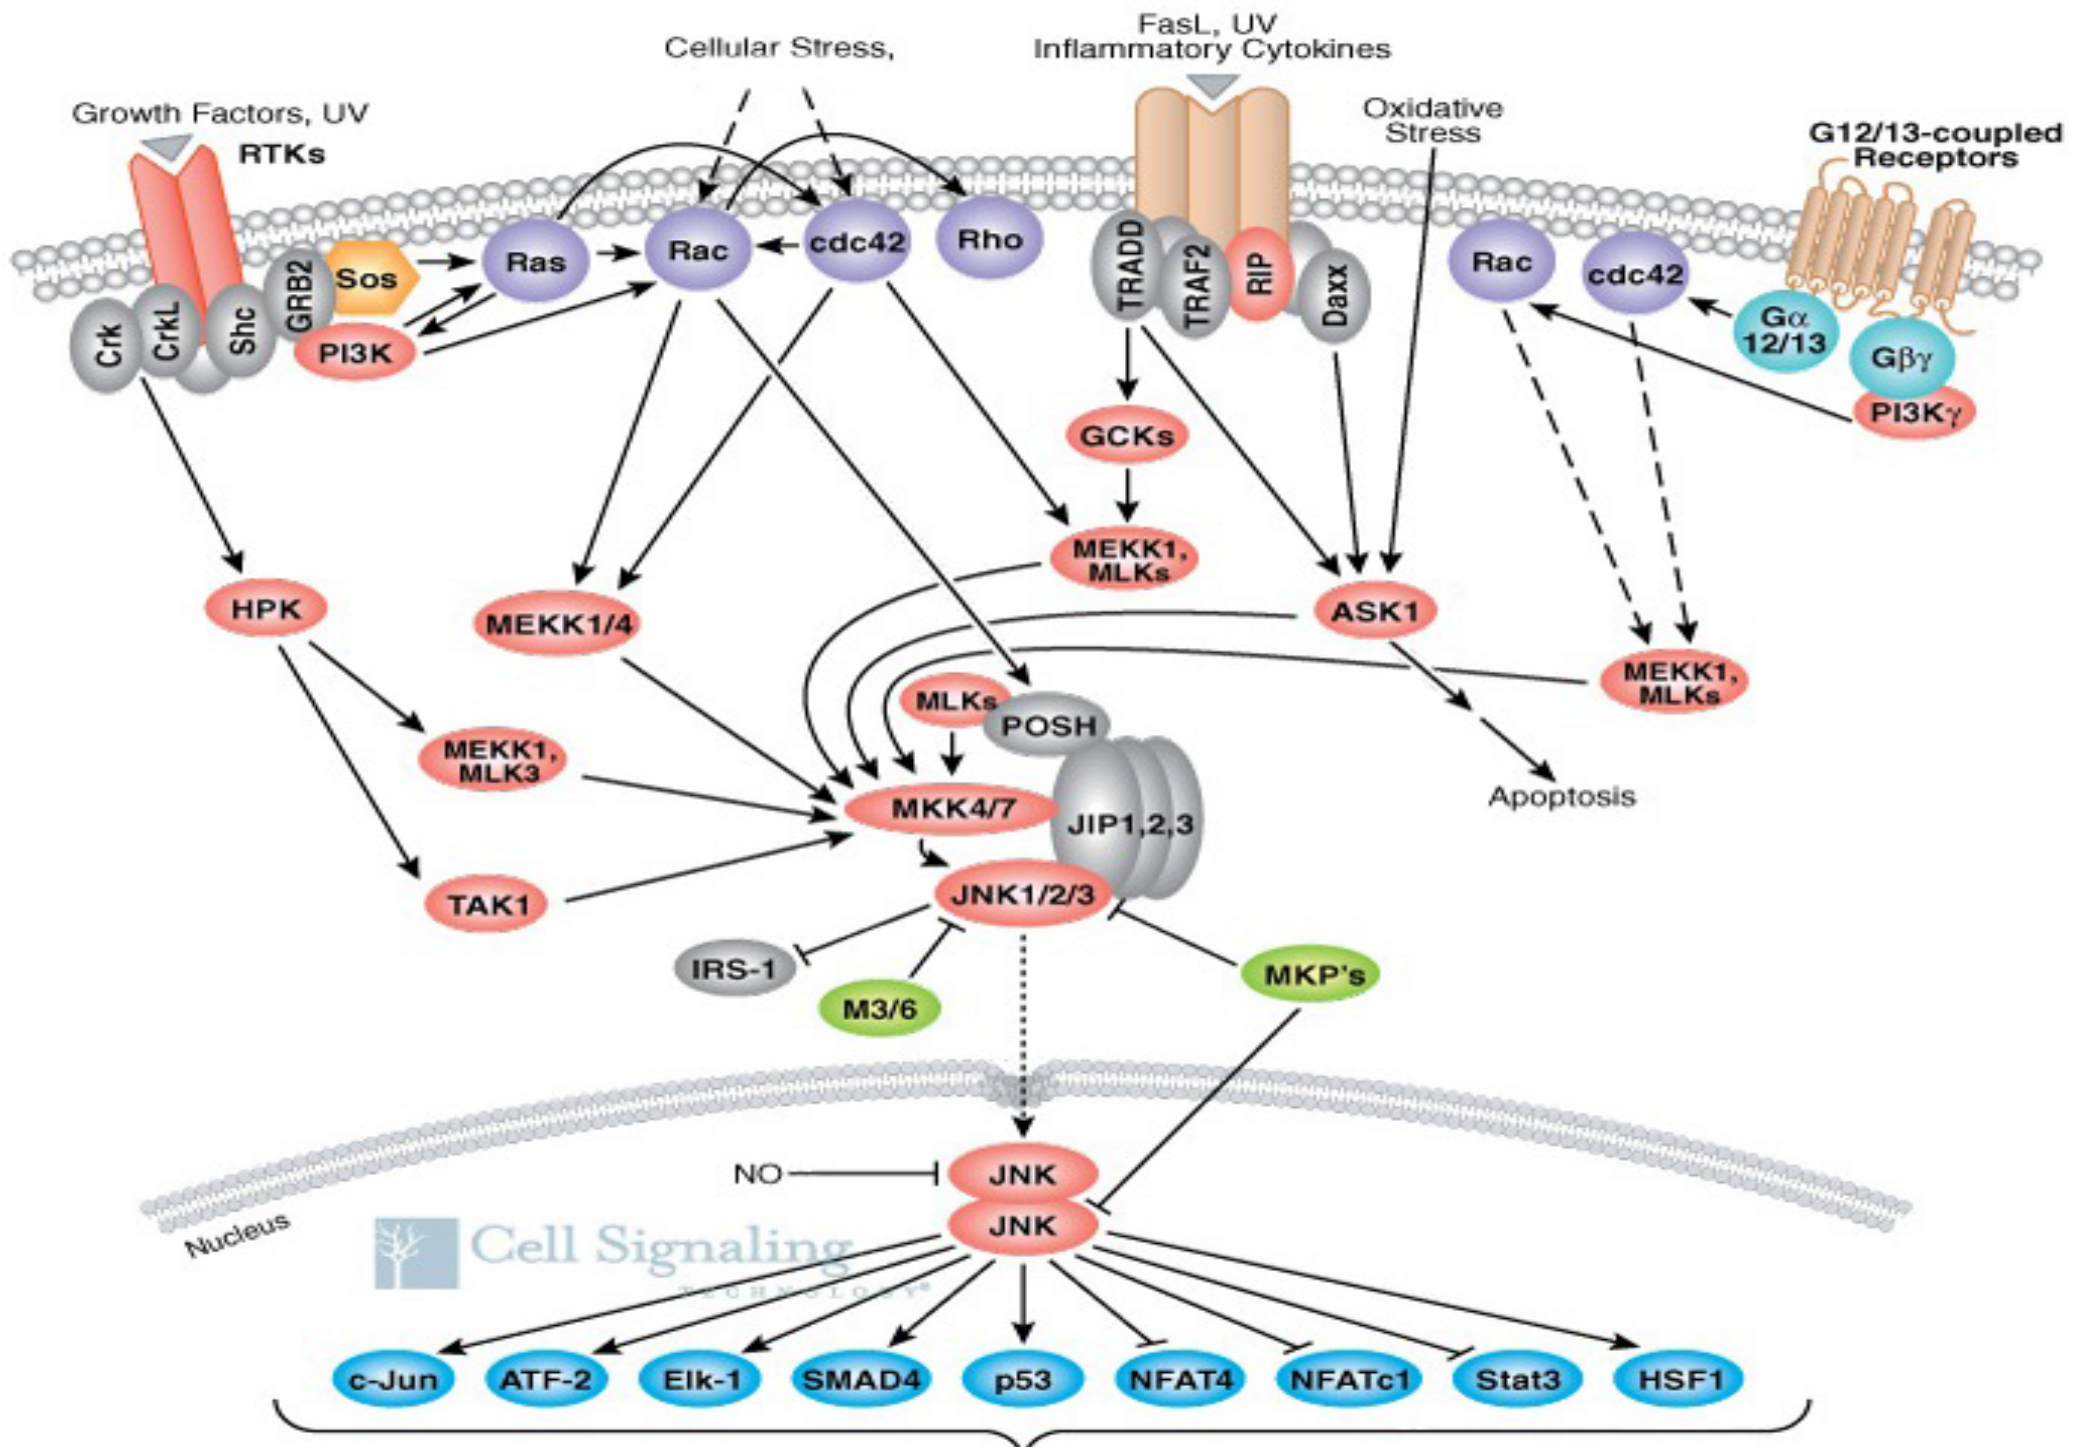 FasL, UV
Cellular Stress,
Inflammatory Cytokines
Growth Factors, UV
RTKs
Oxidative
Stress
G12/13-coupled
Receptors
Crk
CrkL
Shc
GRB2
Sos
PI3K
Ras
Rac
cdc42
Rho
TRADD
TRAF2
RIP
Daxx
Rac
cdc42
Gα
12/13
Gβγ
PI3Kγ
GCKs
MEKK1,
MLKs
HPK
MEKK1/4
ASK1
MEKK1,
MLKs
MLKs
POSH
MEKK1,
MLK3
MKK4/7
JIP1,2,3
Apoptosis
TAK1
JNK1/2/3
IRS-1
M3/6
MKP's
NO
JNK
JNK
Nucleus
Cell Signaling
TECHNOLOGY®
c-Jun
ATF-2
Elk-1
SMAD4
p53
NFAT4
NFATc1
Stat3
HSF1